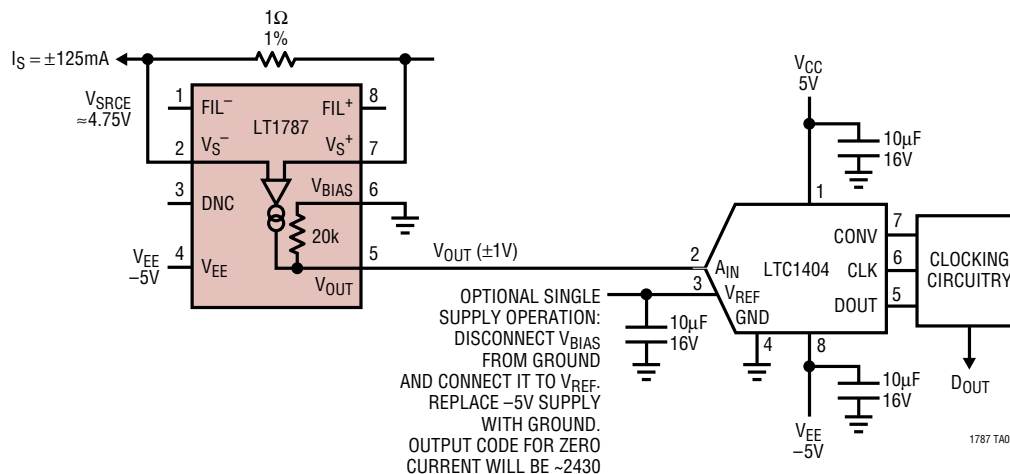 1Ω
1%
I_S = ±125mA
V_SRCE
≈4.75V
1
FIL⁻
FIL⁺
8
LT1787
2
V_S⁻
V_S⁺
7
3
DNC
V_BIAS
6
20k
V_EE
–5V
4
V_EE
V_OUT
5
V_OUT (±1V)
V_CC
5V
10µF
16V
1
2
A_IN
LTC1404
CONV
7
CLK
6
DOUT
5
CLOCKING
CIRCUITRY
3
V_REF
GND
4
8
10µF
16V
10µF
16V
V_EE
–5V
D_OUT
OPTIONAL SINGLE
SUPPLY OPERATION:
DISCONNECT V_BIAS
FROM GROUND
AND CONNECT IT TO V_REF.
REPLACE –5V SUPPLY
WITH GROUND.
OUTPUT CODE FOR ZERO
CURRENT WILL BE ~2430